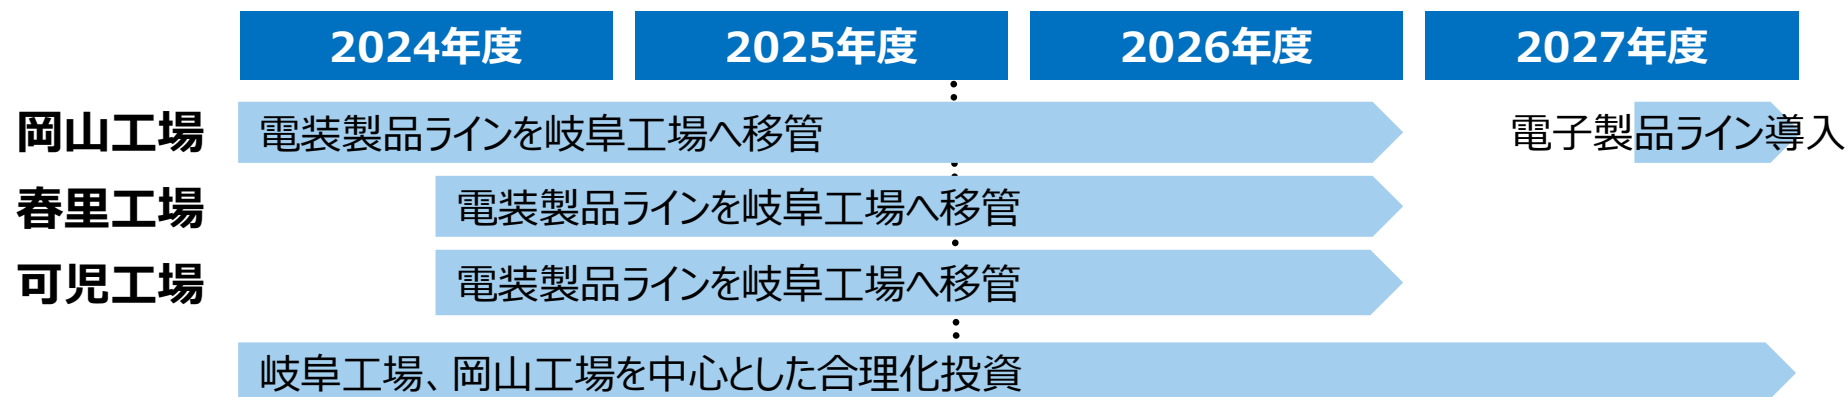 2024年度 2025年度 2026年度 2027年度
岡山工場 電装製品ラインを岐阜工場へ移管 電子製品ライン導入
春里工場 電装製品ラインを岐阜工場へ移管
可児工場 電装製品ラインを岐阜工場へ移管
岐阜工場、岡山工場を中心とした合理化投資